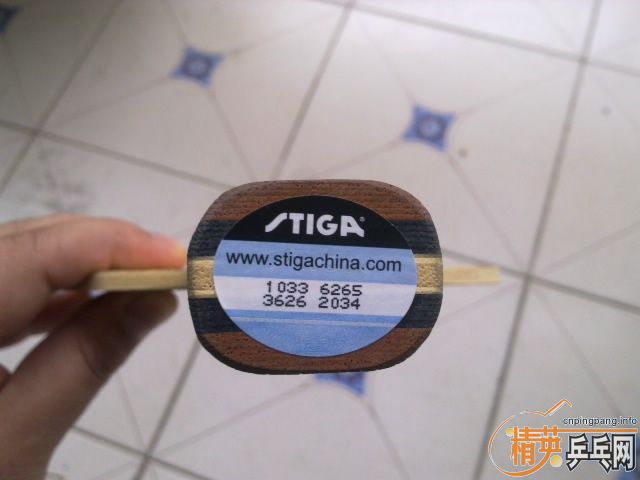 STIGA
www.stigachina.com
1033 6265
3626 2034
cnpingpang.info
精英乒乓网